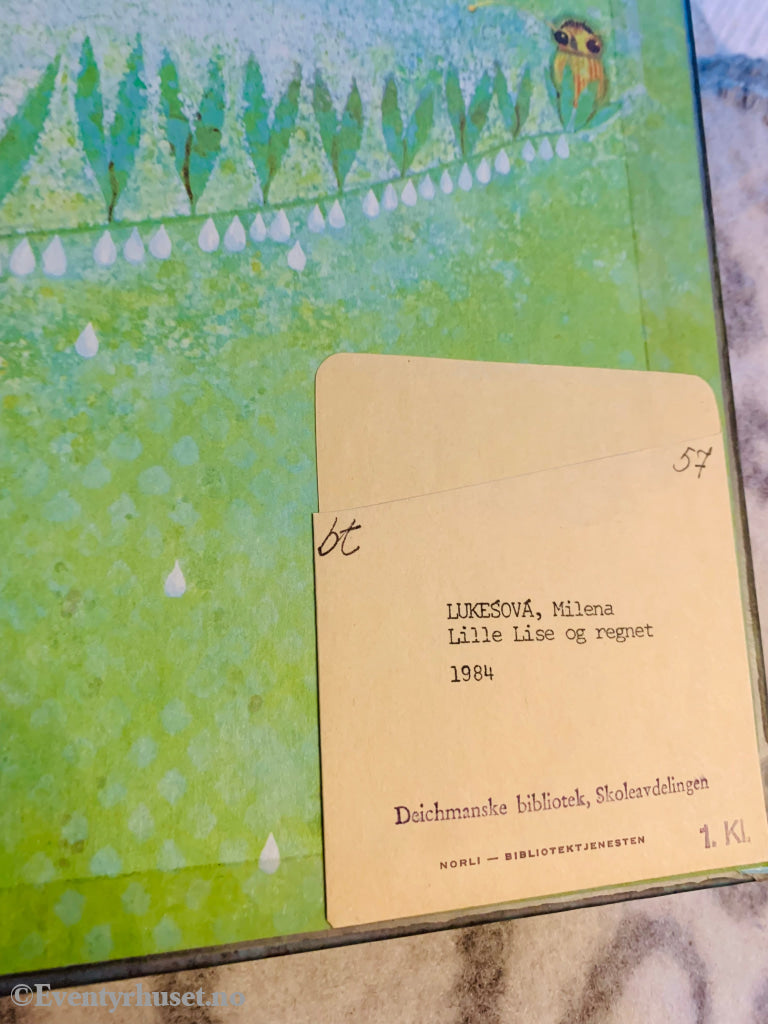 57
bt
LUKEŠOVÁ, Milena
Lille Lise og regnet
1984
Deichmanske bibliotek, Skoleavdelingen
NORLI — BIBLIOTEKTJENESTEN
1. Kl.
©Eventyrhuset.no